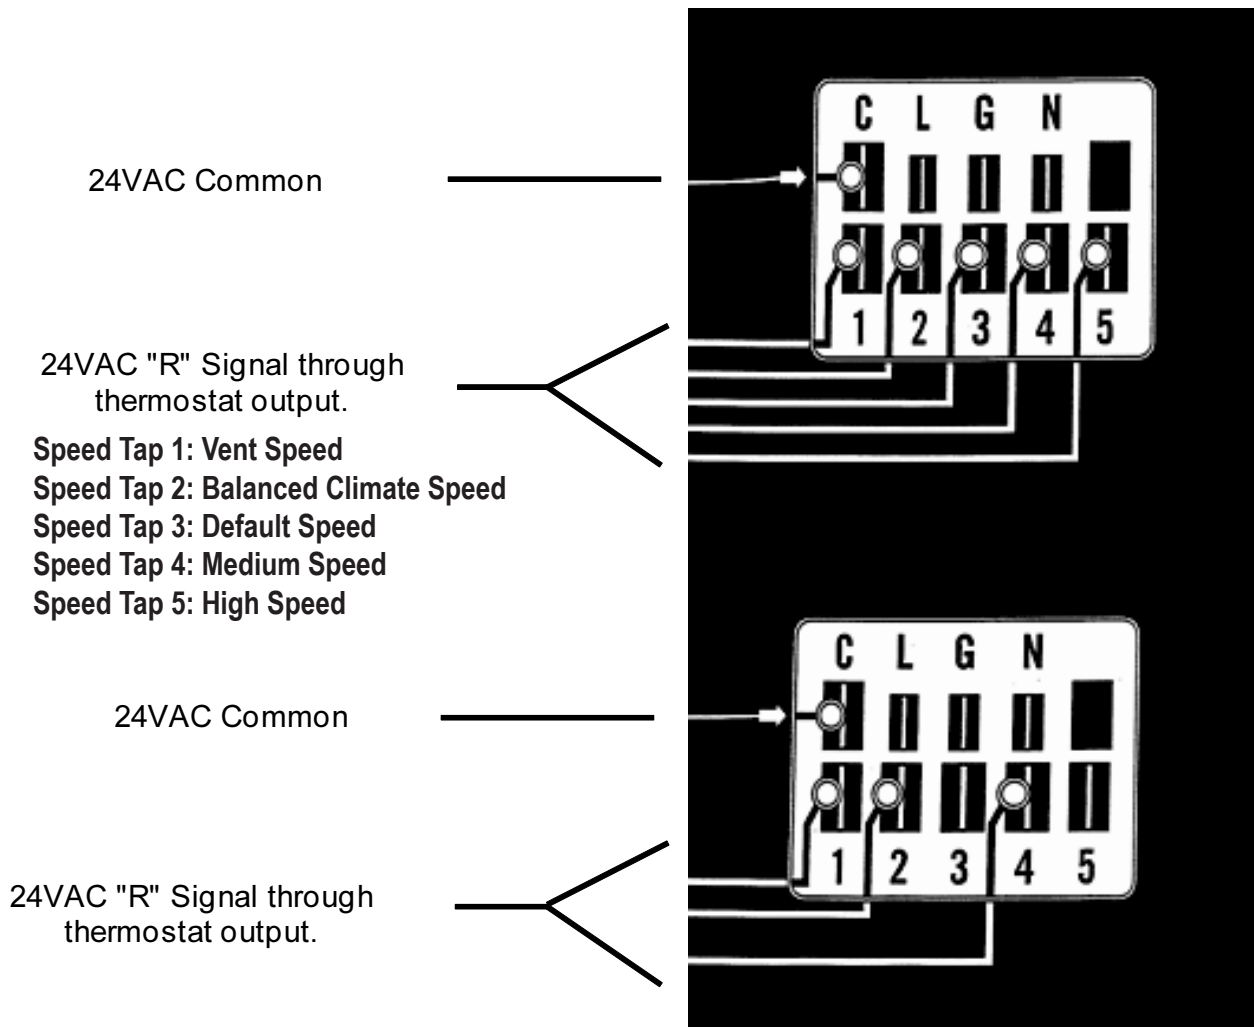 C L G N
24VAC Common
1 2 3 4 5
24VAC "R" Signal through
thermostat output.
Speed Tap 1: Vent Speed
Speed Tap 2: Balanced Climate Speed
Speed Tap 3: Default Speed
Speed Tap 4: Medium Speed
Speed Tap 5: High Speed
C L G N
24VAC Common
1 2 3 4 5
24VAC "R" Signal through
thermostat output.